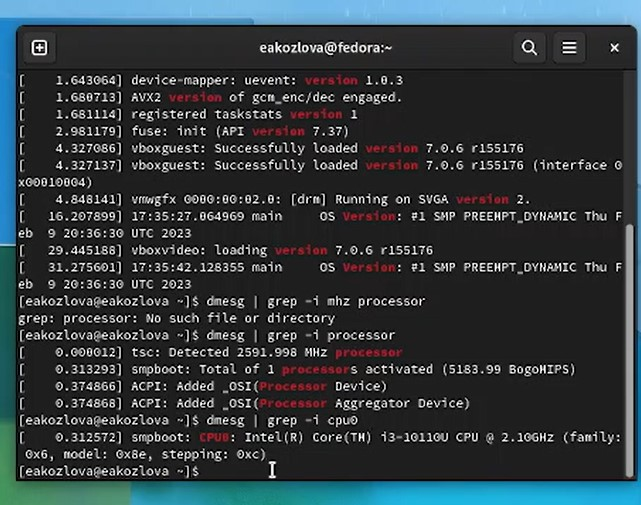 eakozlova@fedora:~
[    1.643064] device-mapper: uevent: version 1.0.3
[    1.680713] AVX2 version of gcm_enc/dec engaged.
[    1.681114] registered taskstats version 1
[    2.981179] fuse: init (API version 7.37)
[    4.327086] vboxguest: Successfully loaded version 7.0.6 r155176
[    4.327137] vboxguest: Successfully loaded version 7.0.6 r155176 (interface 0
x00010004)
[    4.848141] vmwgfx 0000:00:02.0: [drm] Running on SVGA version 2.
[   16.207899] 17:35:27.064969 main     OS Version: #1 SMP PREEMPT_DYNAMIC Thu F
eb  9 20:36:30 UTC 2023
[   29.445188] vboxvideo: loading version 7.0.6 r155176
[   31.275601] 17:35:42.128355 main     OS Version: #1 SMP PREEMPT_DYNAMIC Thu F
eb  9 20:36:30 UTC 2023
[eakozlova@eakozlova ~]$ dmesg | grep -i mhz processor
grep: processor: No such file or directory
[eakozlova@eakozlova ~]$ dmesg | grep -i processor
[    0.000012] tsc: Detected 2591.998 MHz processor
[    0.313293] smpboot: Total of 1 processors activated (5183.99 BogoMIPS)
[    0.374866] ACPI: Added _OSI(Processor Device)
[    0.374868] ACPI: Added _OSI(Processor Aggregator Device)
[eakozlova@eakozlova ~]$ dmesg | grep -i cpu0
[    0.312572] smpboot: CPU0: Intel(R) Core(TM) i3-10110U CPU @ 2.10GHz (family:
 0x6, model: 0x8e, stepping: 0xc)
[eakozlova@eakozlova ~]$